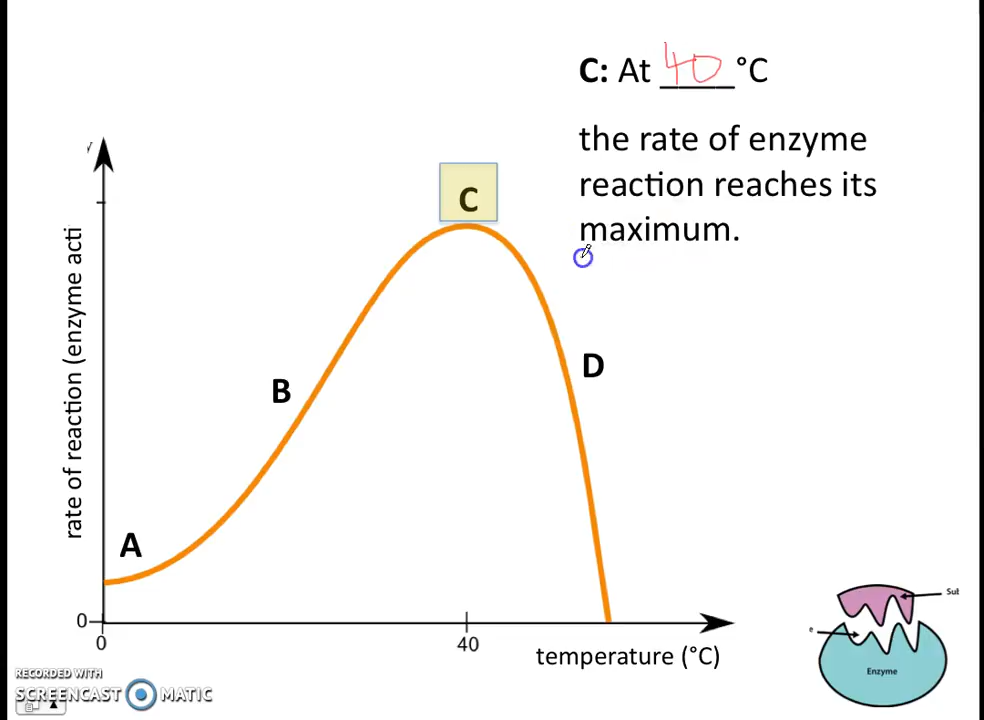 C: At 40 °C
the rate of enzyme
reaction reaches its
maximum.
y
C
rate of reaction (enzyme acti
B
D
A
0
0
40
temperature (°C)
Sul
e
Enzyme
RECORDED WITH
SCREENCAST MATIC